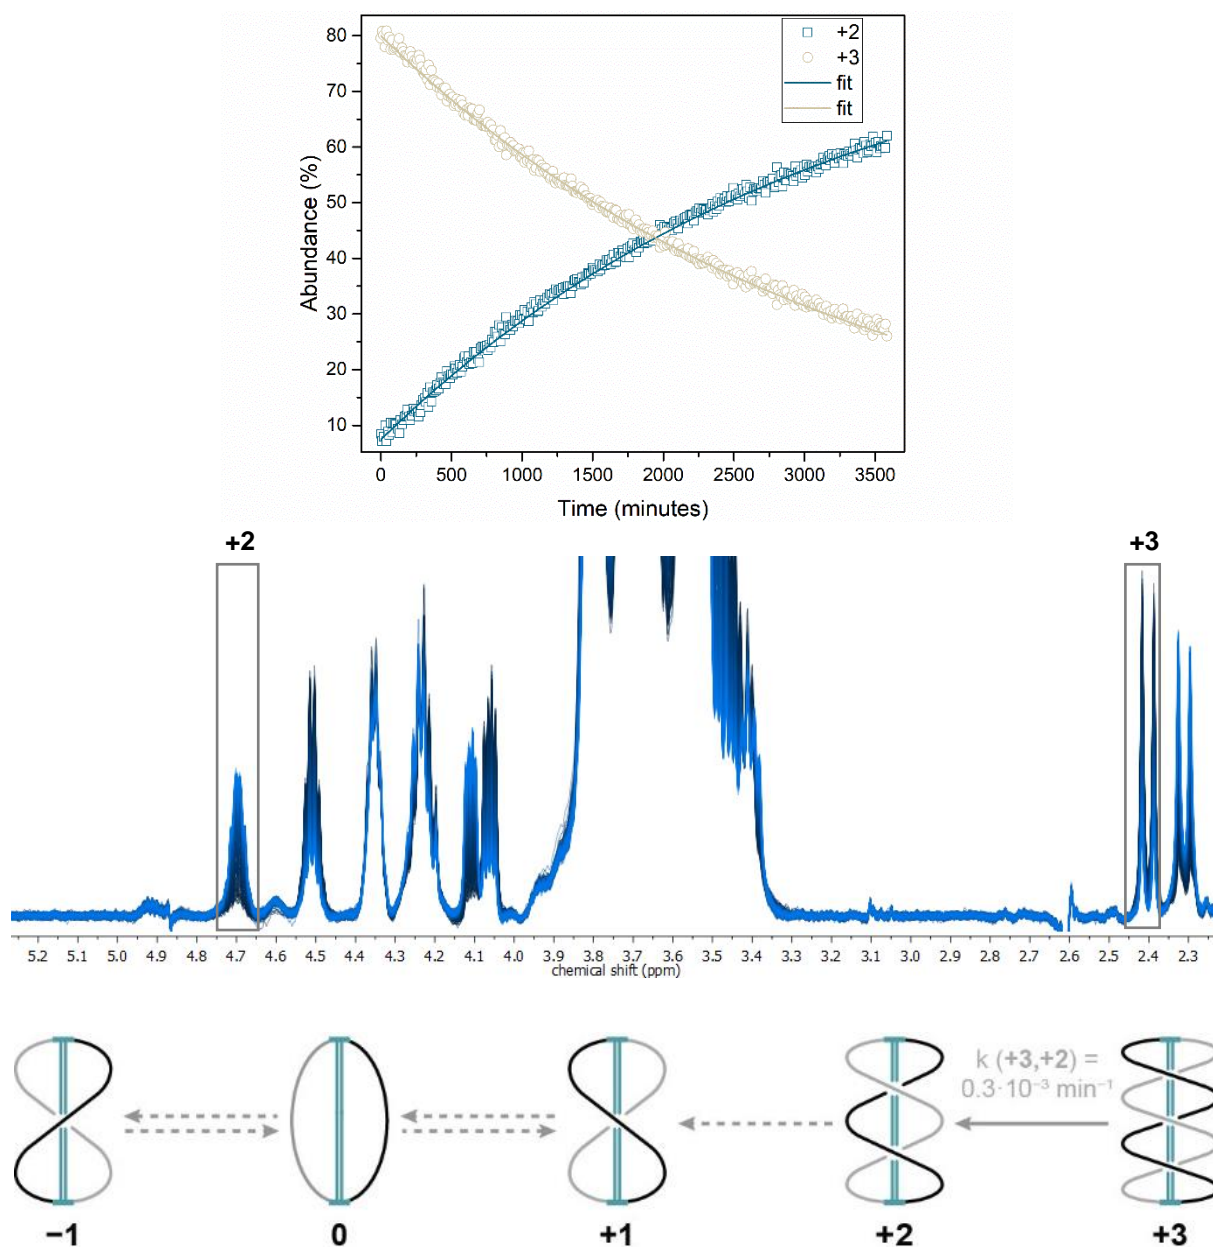 +2
+3
fit
fit
Abundance (%)
80
70
60
50
40
30
20
10
0 500 1000 1500 2000 2500 3000 3500
Time (minutes)
+2 +3
5.2 5.1 5.0 4.9 4.8 4.7 4.6 4.5 4.4 4.3 4.2 4.1 4.0 3.9 3.8 3.7 3.6 3.5 3.4 3.3 3.2 3.1 3.0 2.9 2.8 2.7 2.6 2.5 2.4 2.3
chemical shift (ppm)
k (+3,+2) =
0.3·10⁻³ min⁻¹
−1 0 +1 +2 +3